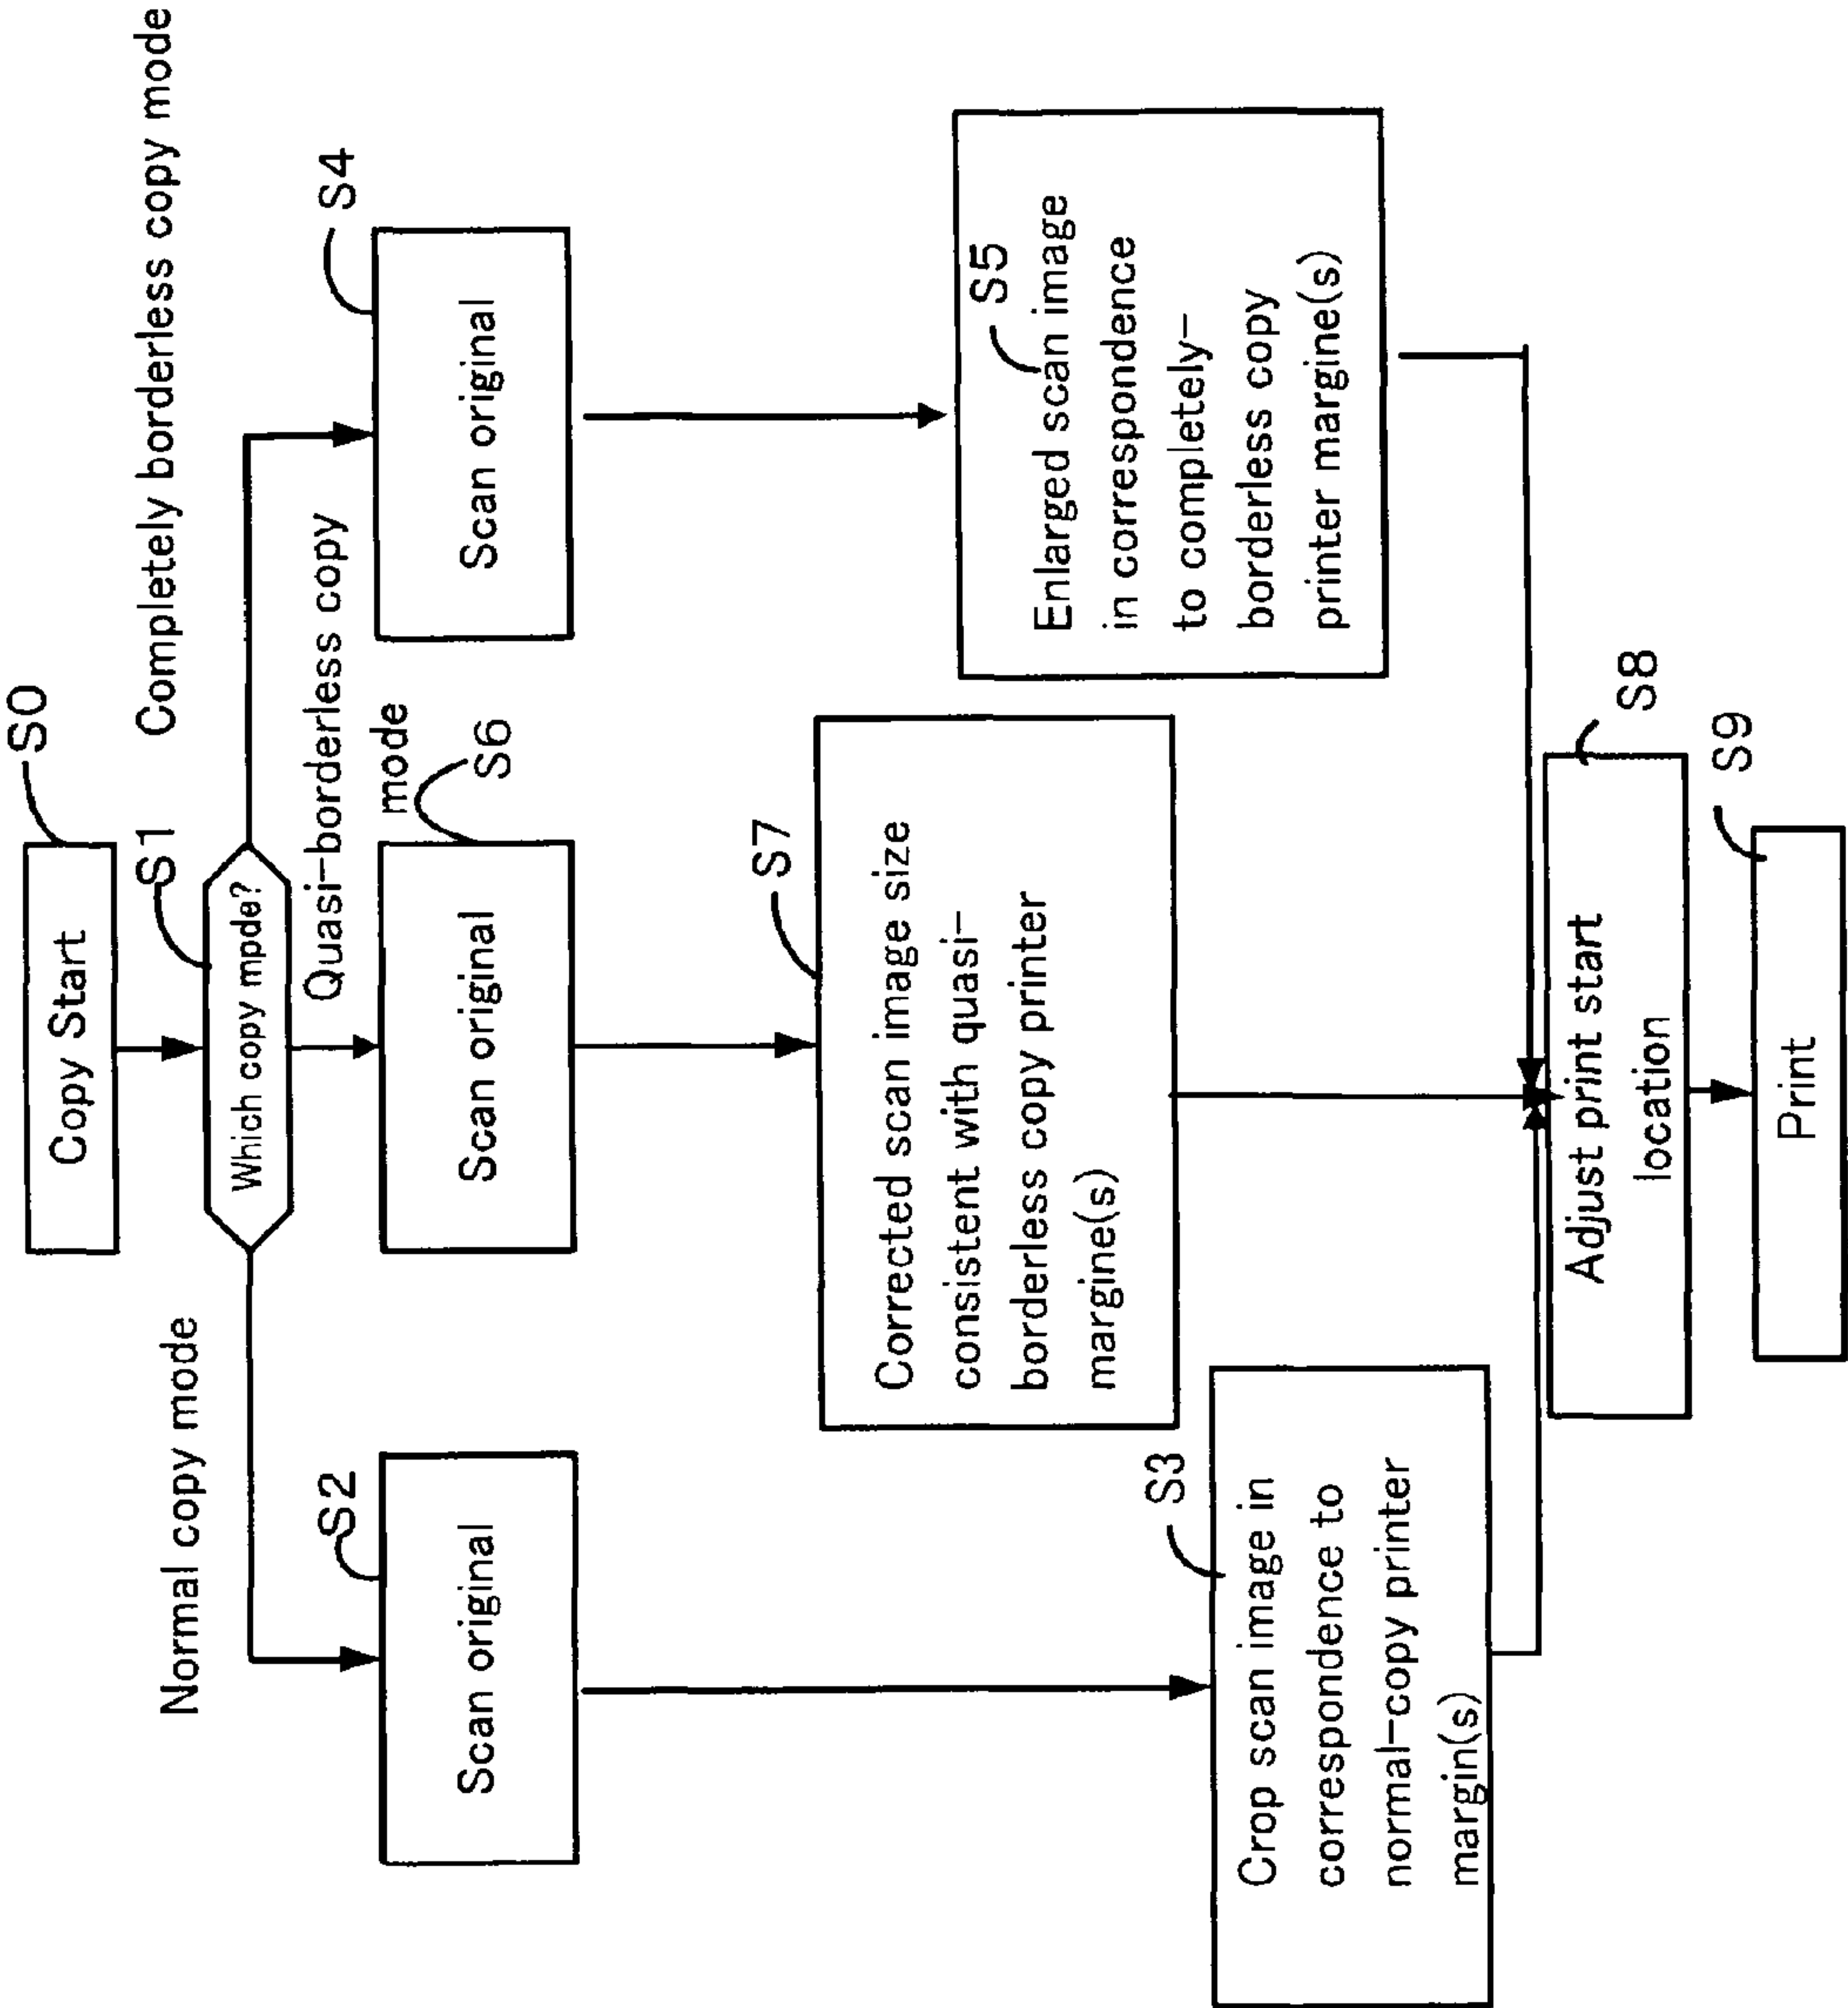 S0
Copy Start
S1
Which copy mpde?
Normal copy mode
Quasi-borderless copy
mode
Completely borderless copy mode
S2
Scan original
S6
Scan original
S4
Scan original
S3
Crop scan image in
correspondence to
normal-copy printer
margin(s)
S7
Corrected scan image size
consistent with quasi-
borderless copy printer
margine(s)
S5
Enlarged scan image
in correspondence
to completely-
borderless copy
printer margine(s)
S8
Adjust print start
location
S9
Print